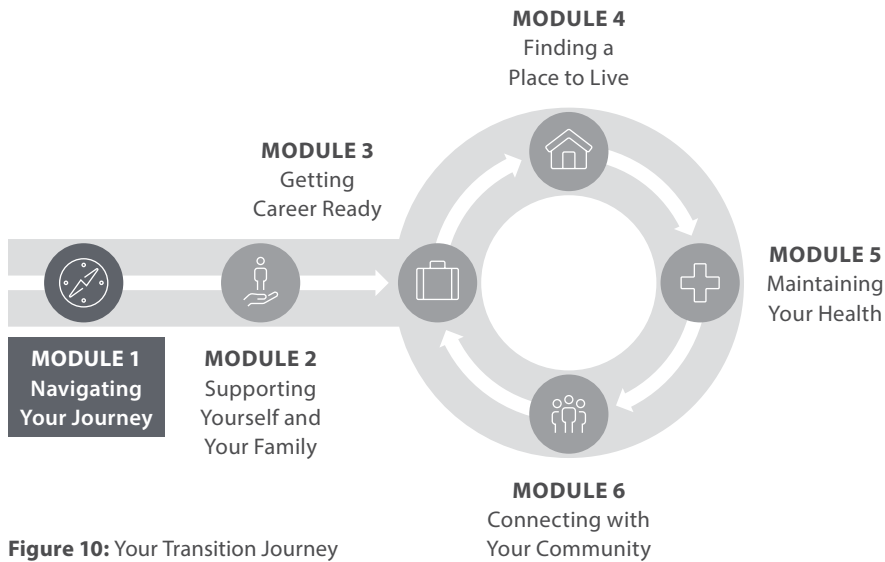 MODULE 1
Navigating
Your Journey
MODULE 2
Supporting
Yourself and
Your Family
MODULE 3
Getting
Career Ready
MODULE 4
Finding a
Place to Live
MODULE 5
Maintaining
Your Health
MODULE 6
Connecting with
Your Community
Figure 10: Your Transition Journey